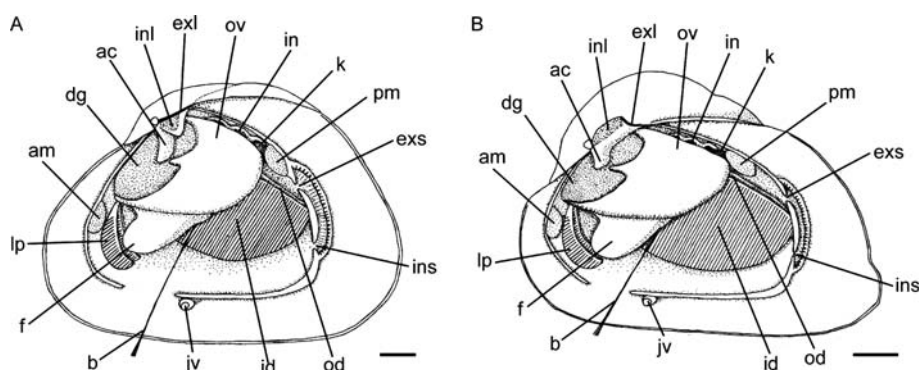 A
B
inl
exl
ov
in
ac
k
dg
pm
exs
am
lp
ins
f
b
jv
id
od
inl
exl
ov
in
ac
k
dg
pm
exs
am
lp
ins
f
b
jv
id
od